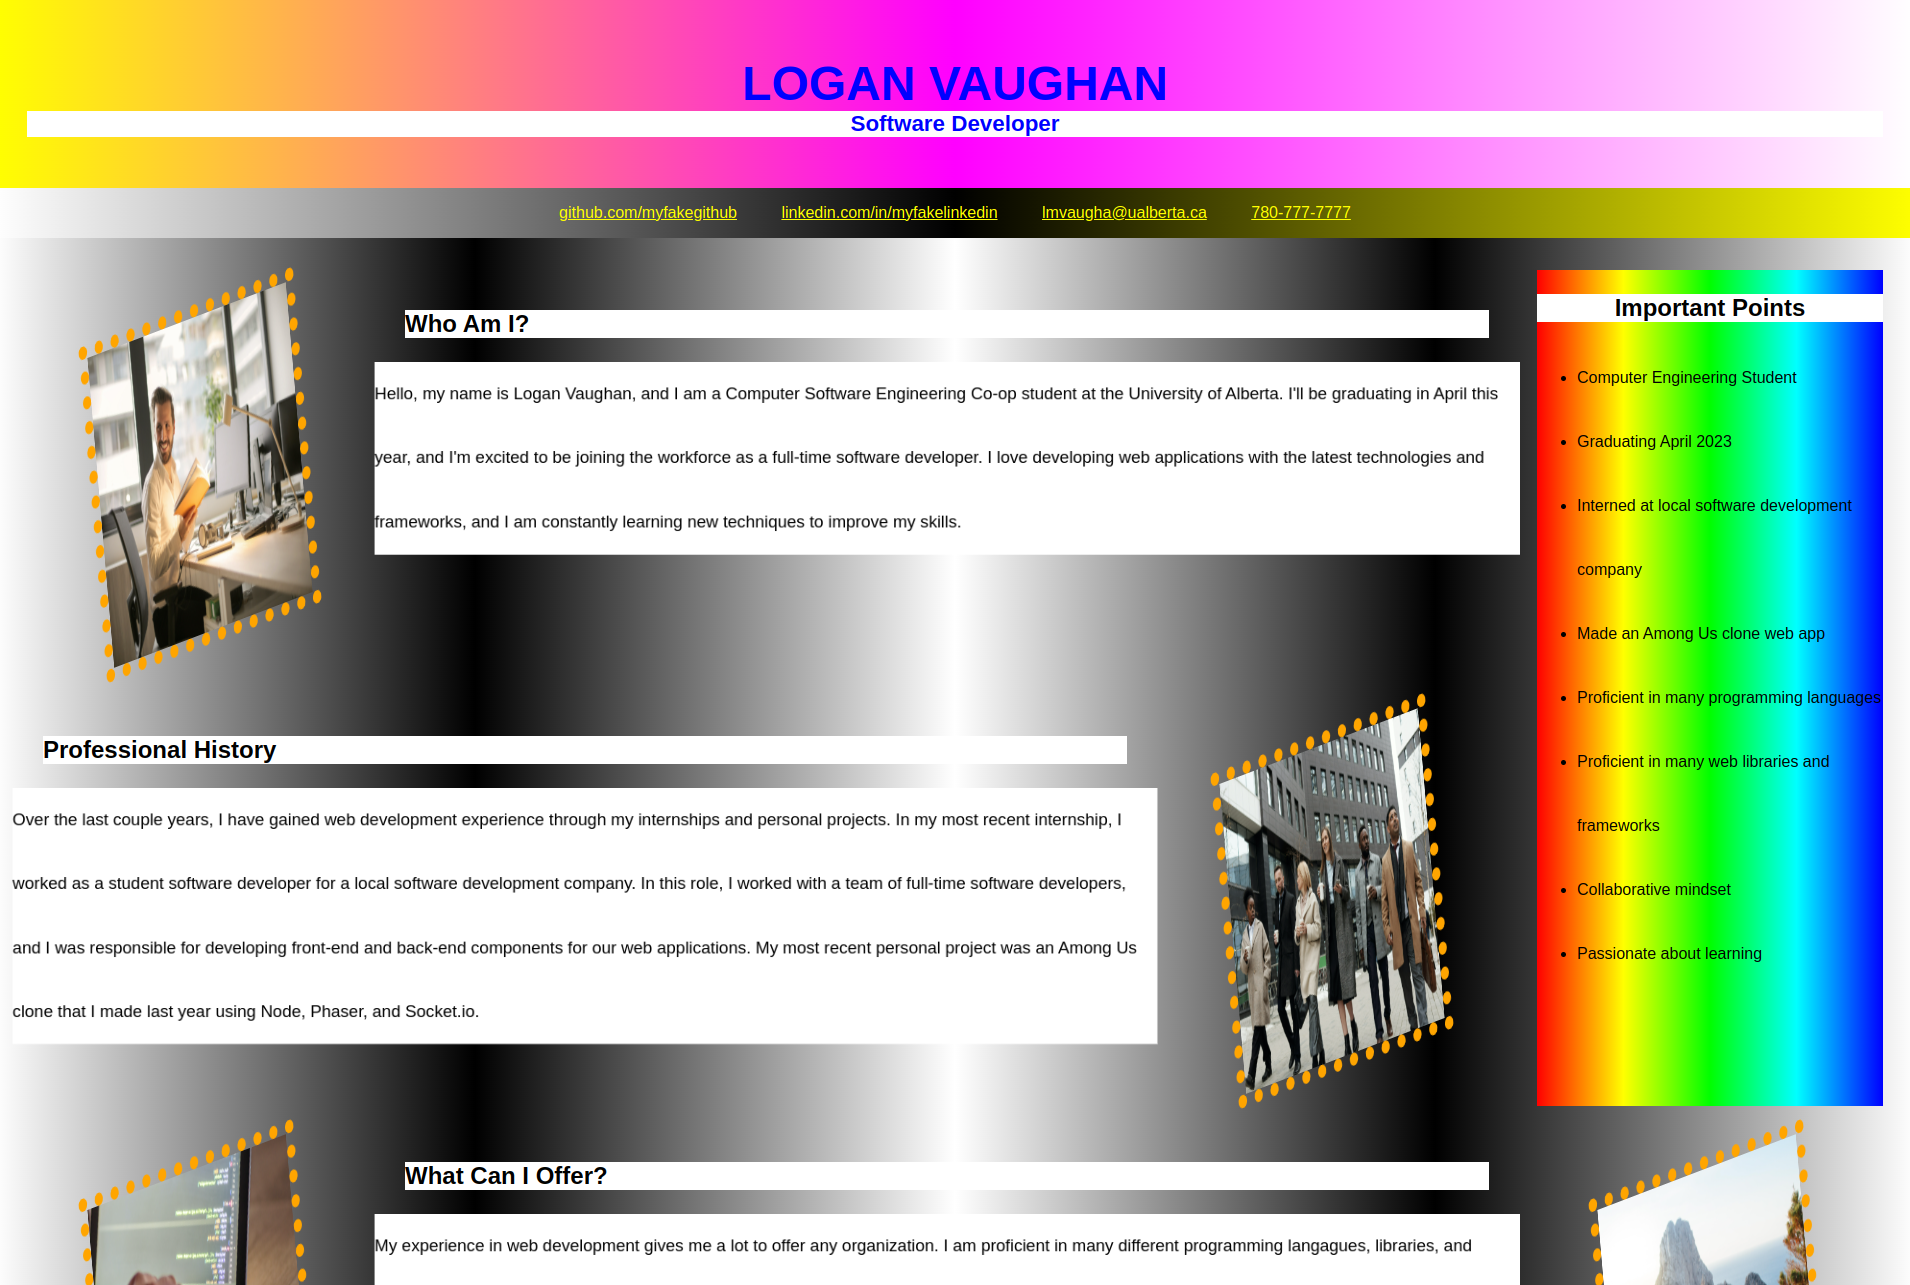 LOGAN VAUGHAN
Software Developer
github.com/myfakegithub
linkedin.com/in/myfakelinkedin
lmvaugha@ualberta.ca
780-777-7777
Who Am I?
Hello, my name is Logan Vaughan, and I am a Computer Software Engineering Co-op student at the University of Alberta. I'll be graduating in April this
year, and I'm excited to be joining the workforce as a full-time software developer. I love developing web applications with the latest technologies and
frameworks, and I am constantly learning new techniques to improve my skills.
Professional History
Over the last couple years, I have gained web development experience through my internships and personal projects. In my most recent internship, I
worked as a student software developer for a local software development company. In this role, I worked with a team of full-time software developers,
and I was responsible for developing front-end and back-end components for our web applications. My most recent personal project was an Among Us
clone that I made last year using Node, Phaser, and Socket.io.
Important Points
Computer Engineering Student
Graduating April 2023
Interned at local software development
company
Made an Among Us clone web app
Proficient in many programming languages
Proficient in many web libraries and
frameworks
Collaborative mindset
Passionate about learning
What Can I Offer?
My experience in web development gives me a lot to offer any organization. I am proficient in many different programming langagues, libraries, and